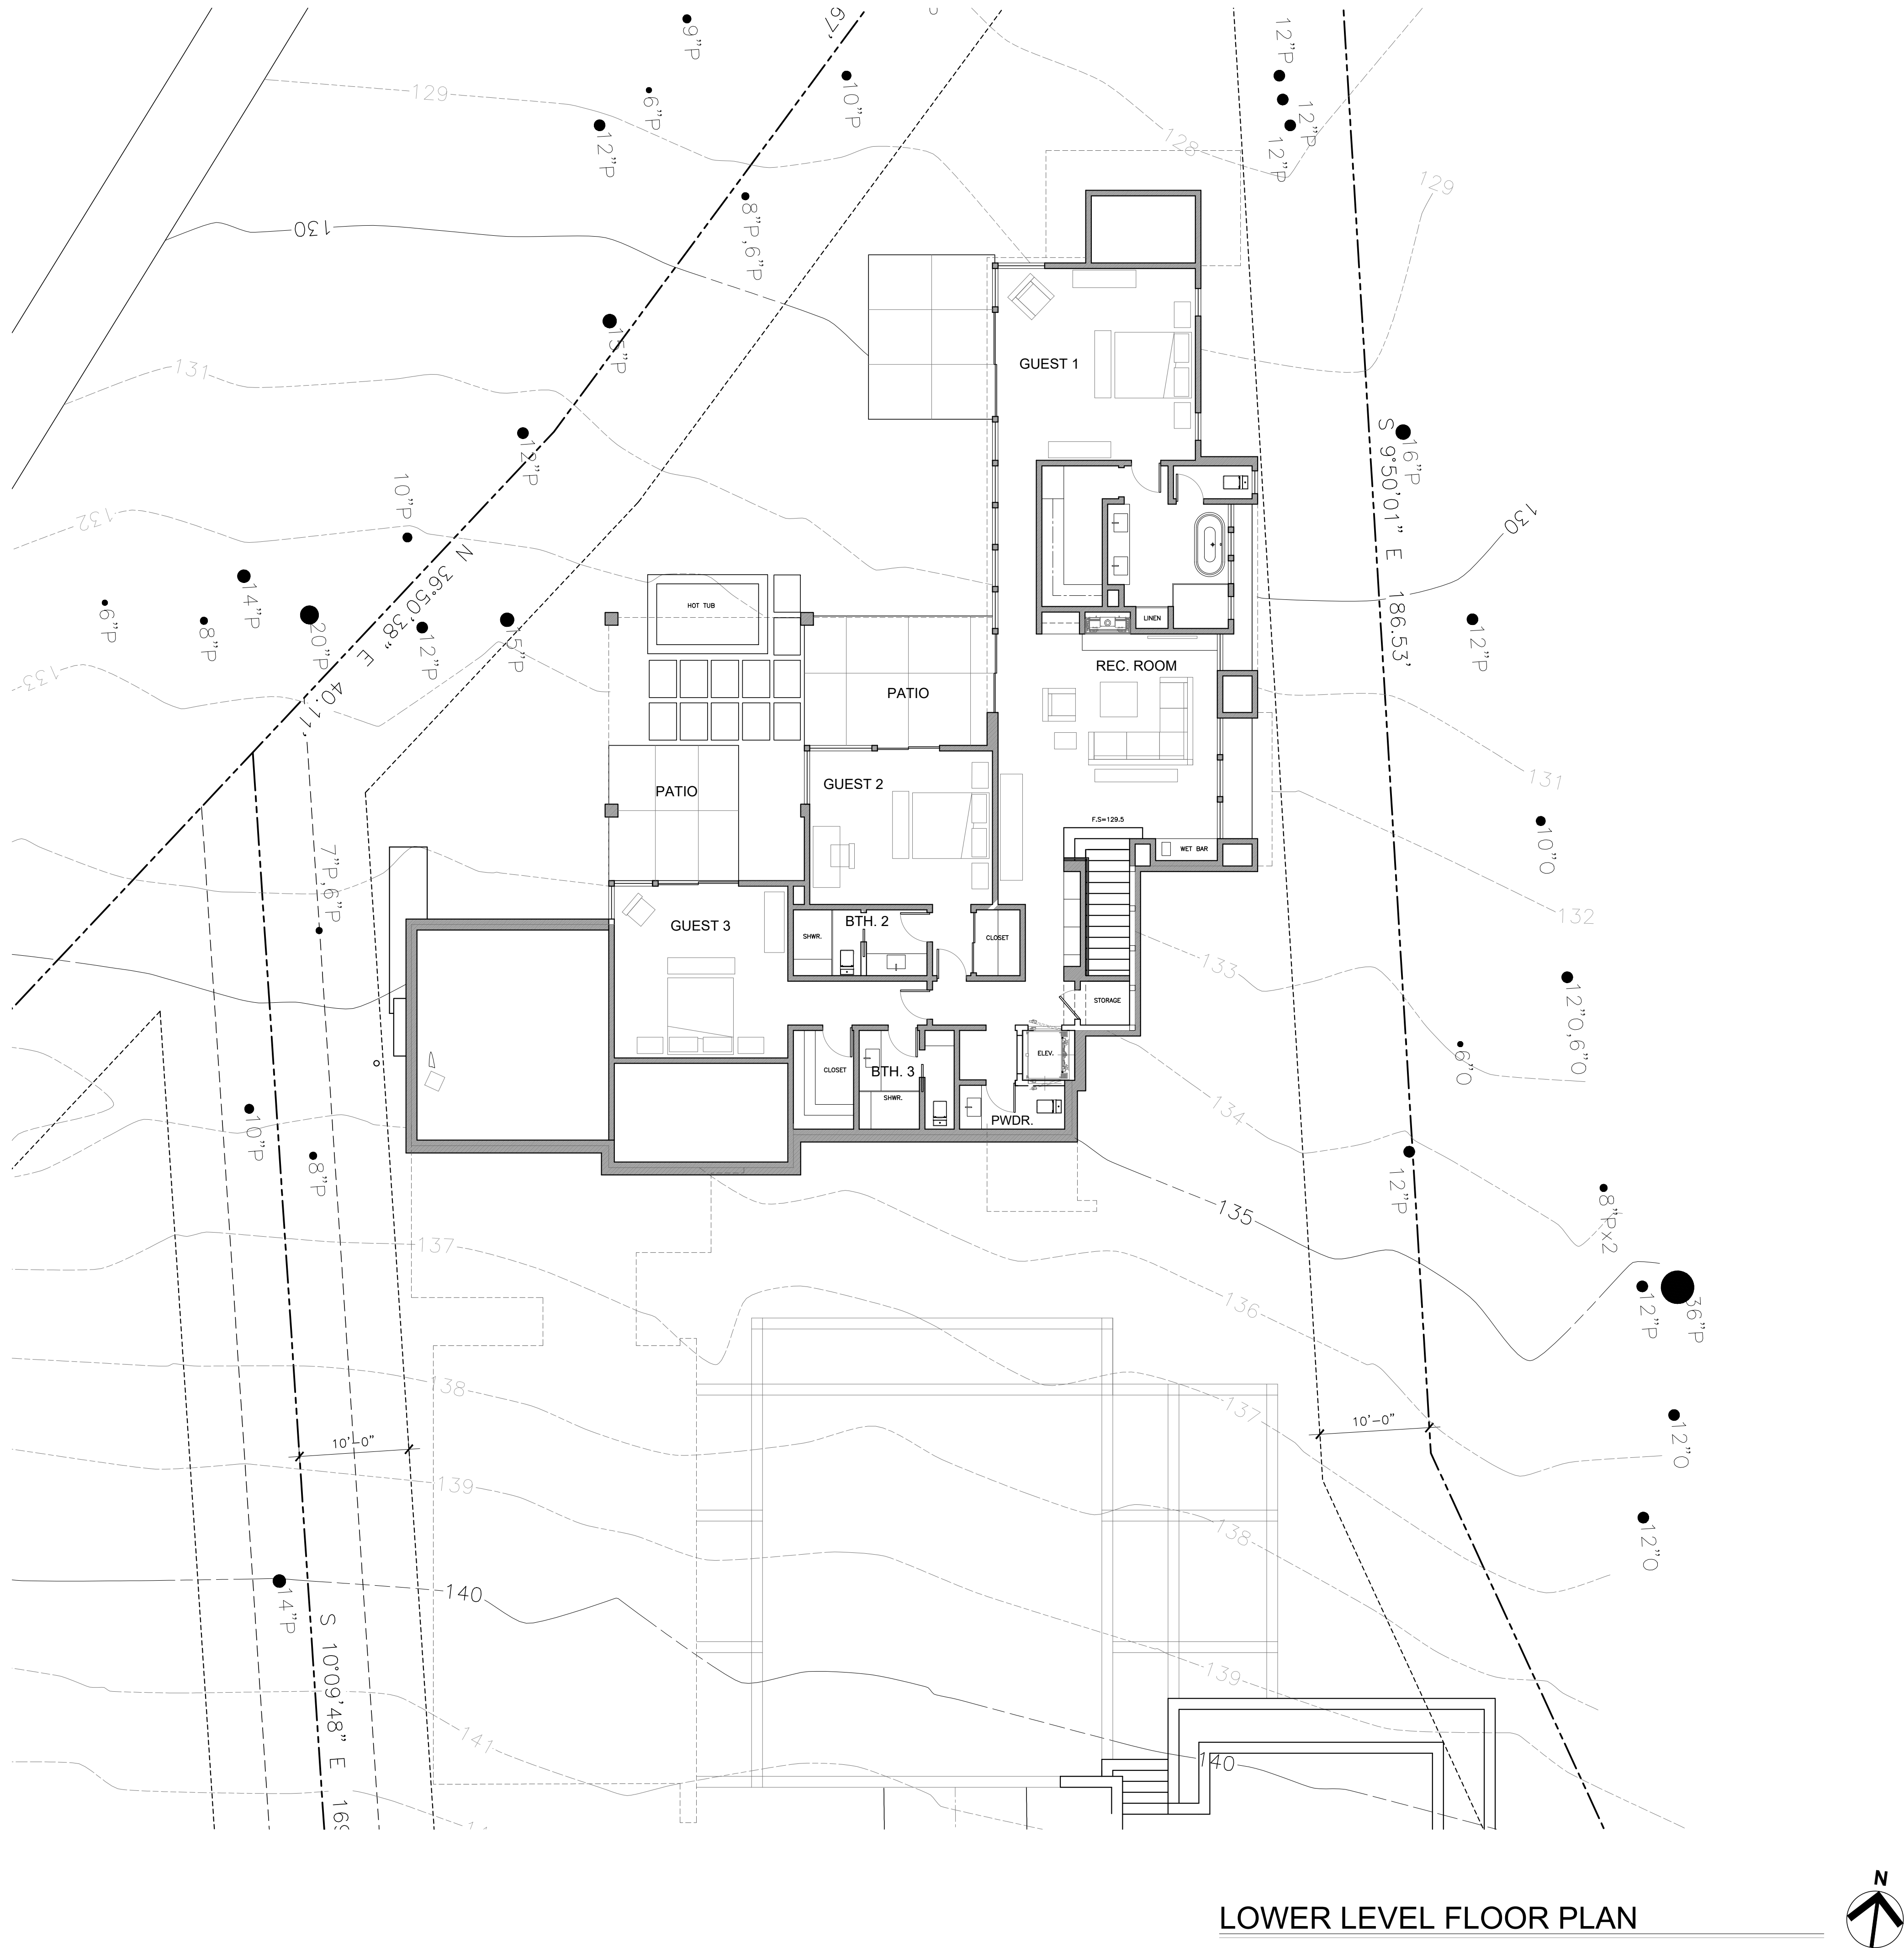 67'
9"P
12"P
129
6"P
10"P
12"P
12"P
12"P
128
129
8"P,6"P
130
15"P
131
GUEST 1
12"P
16"P
S 9°50'01" E 186.53'
10"P
132
130
N 36°50'38" E 40.11'
14"P
6"P
8"P
20"P
12"P
15"P
HOT TUB
LINEN
12"P
133
REC. ROOM
PATIO
131
GUEST 2
PATIO
F.S=129.5
WET BAR
10"O
7"P,6"P
132
GUEST 3
BTH. 2
SHWR.
CLOSET
133
12"O,6"O
STORAGE
ELEV.
6"O
CLOSET
BTH. 3
SHWR.
PWDR.
134
10"P
8"P
12"P
8"Px2
135
137
136
12"P
36"P
138
137
10'-0"
10'-0"
12"O
139
138
12"O
140
14"P
S 10°09'48" E 169
139
141
140
LOWER LEVEL FLOOR PLAN
N